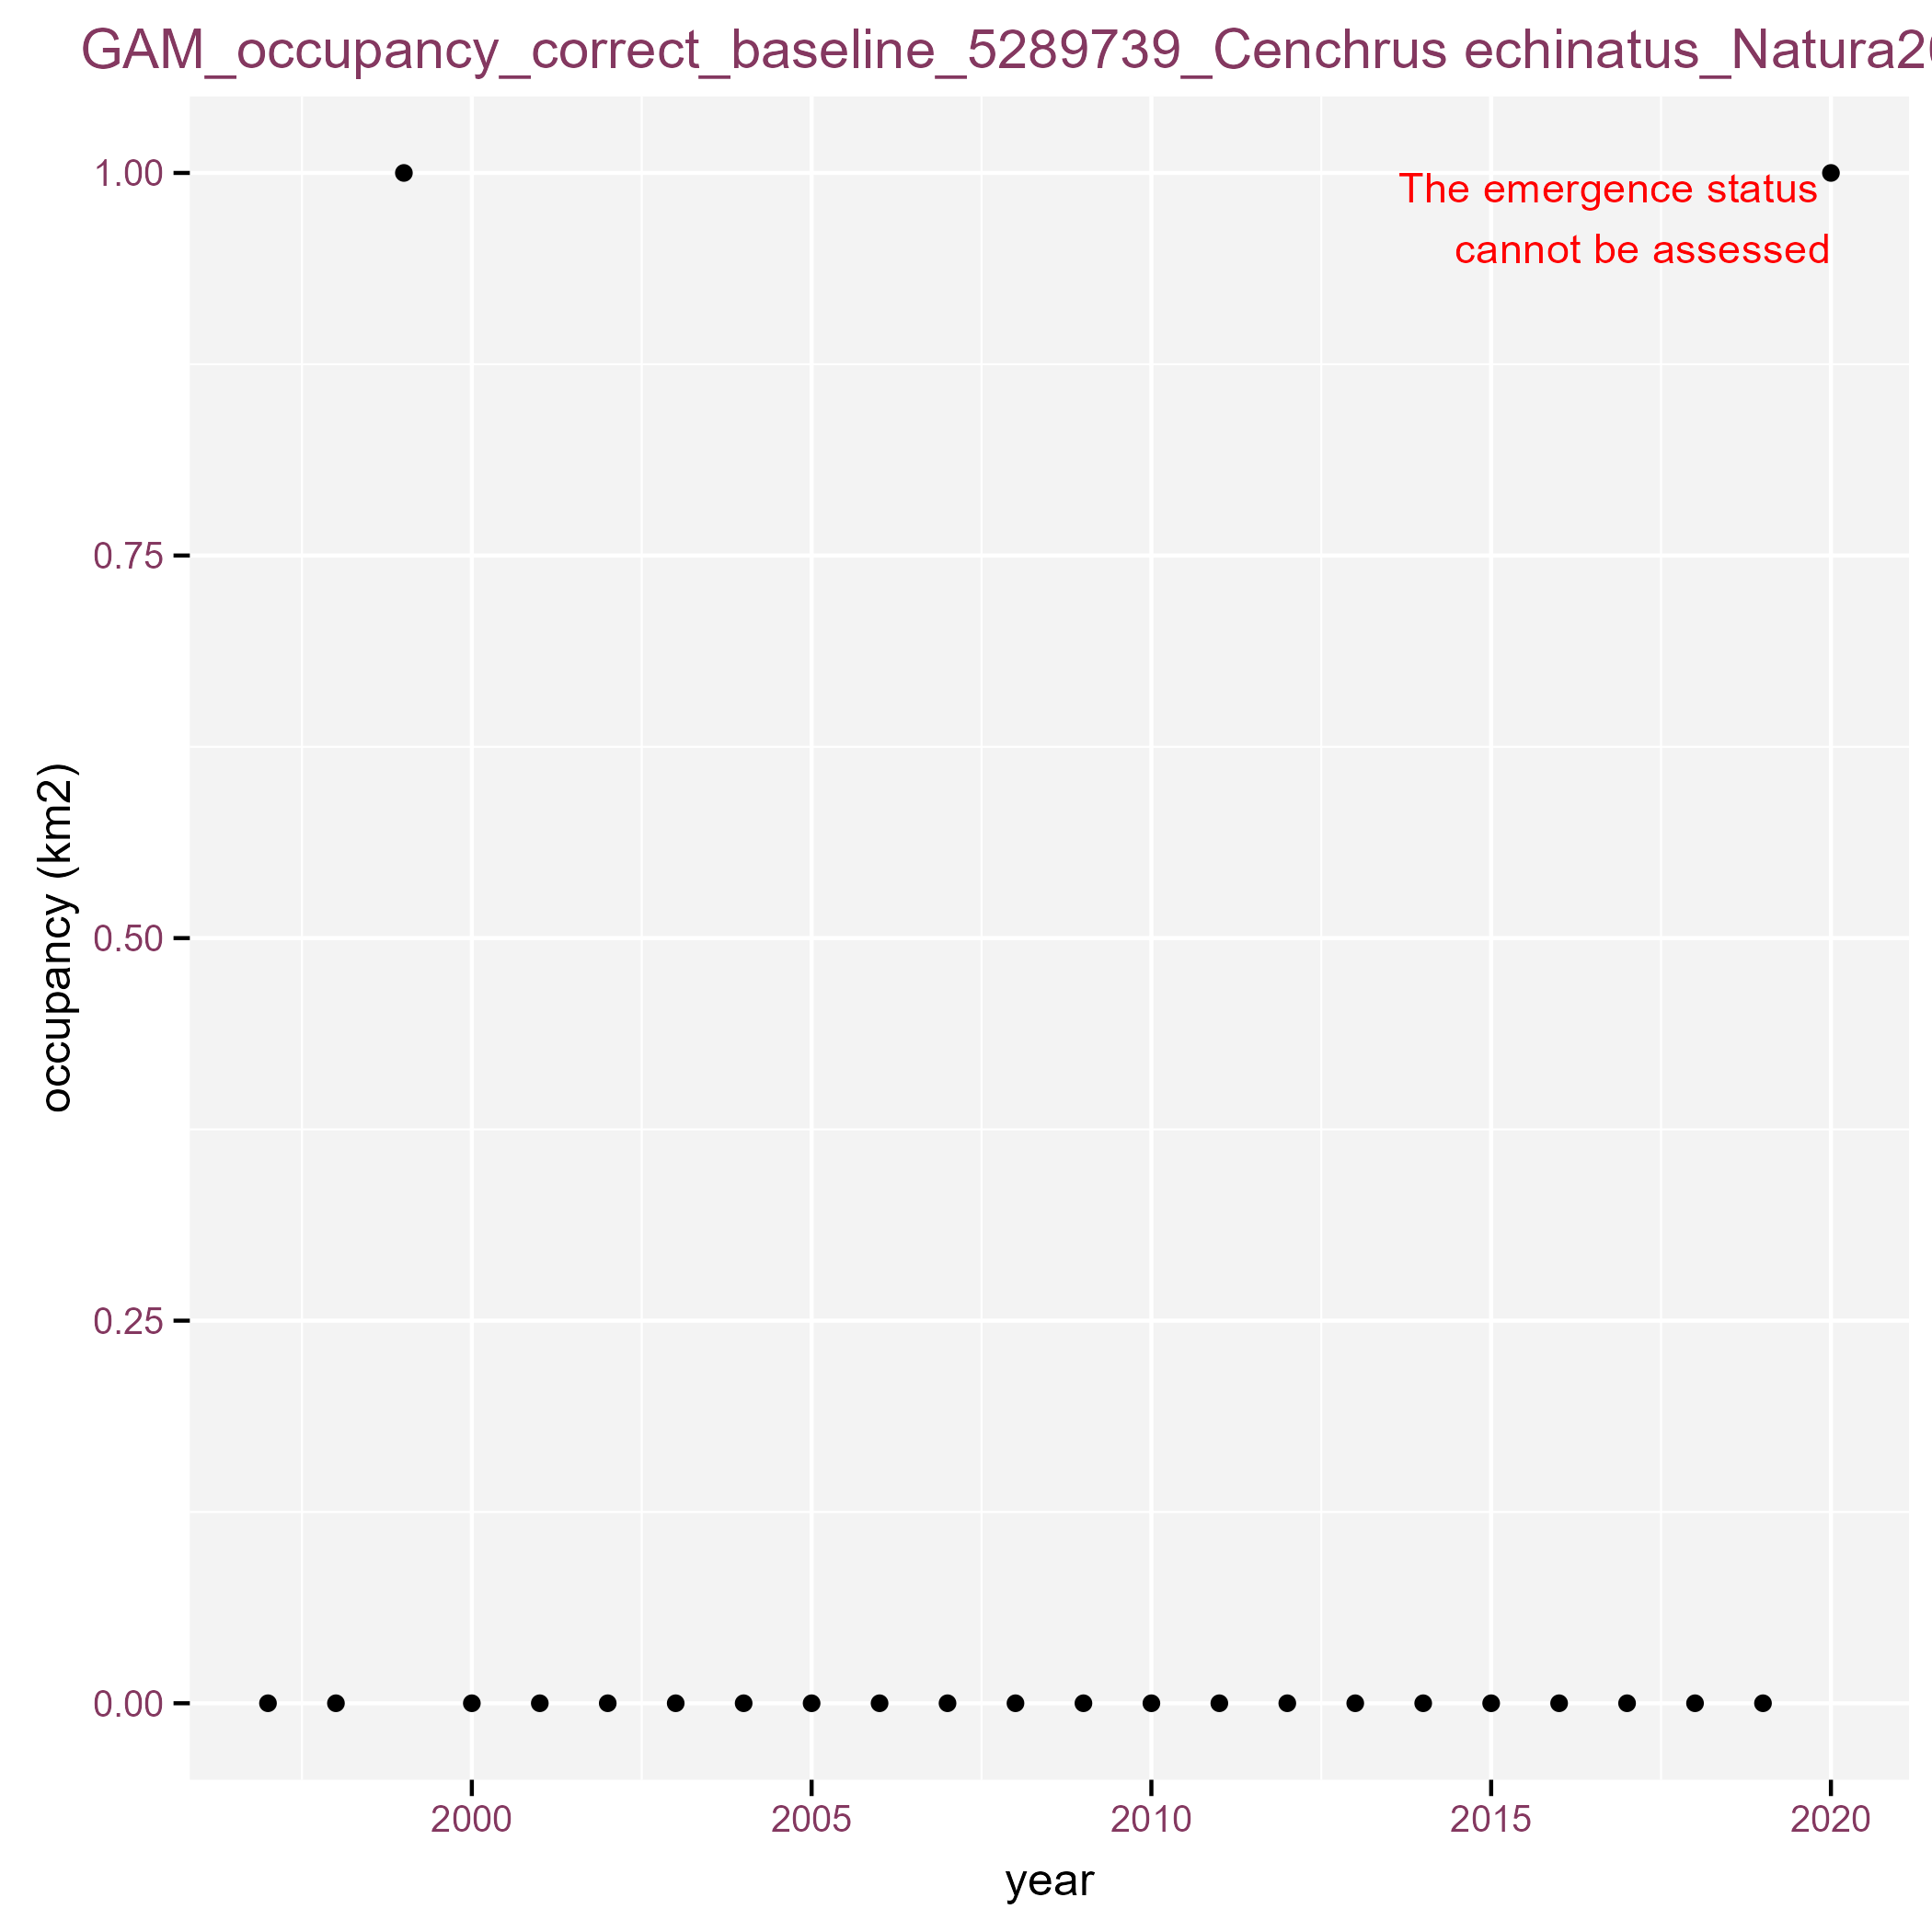 GAM_occupancy_correct_baseline_5289739_Cenchrus echinatus_Natura20
1.00
The emergence status
cannot be assessed
0.75
occupancy (km2)
0.50
0.25
0.00
2000 2005 2010 2015 2020
year